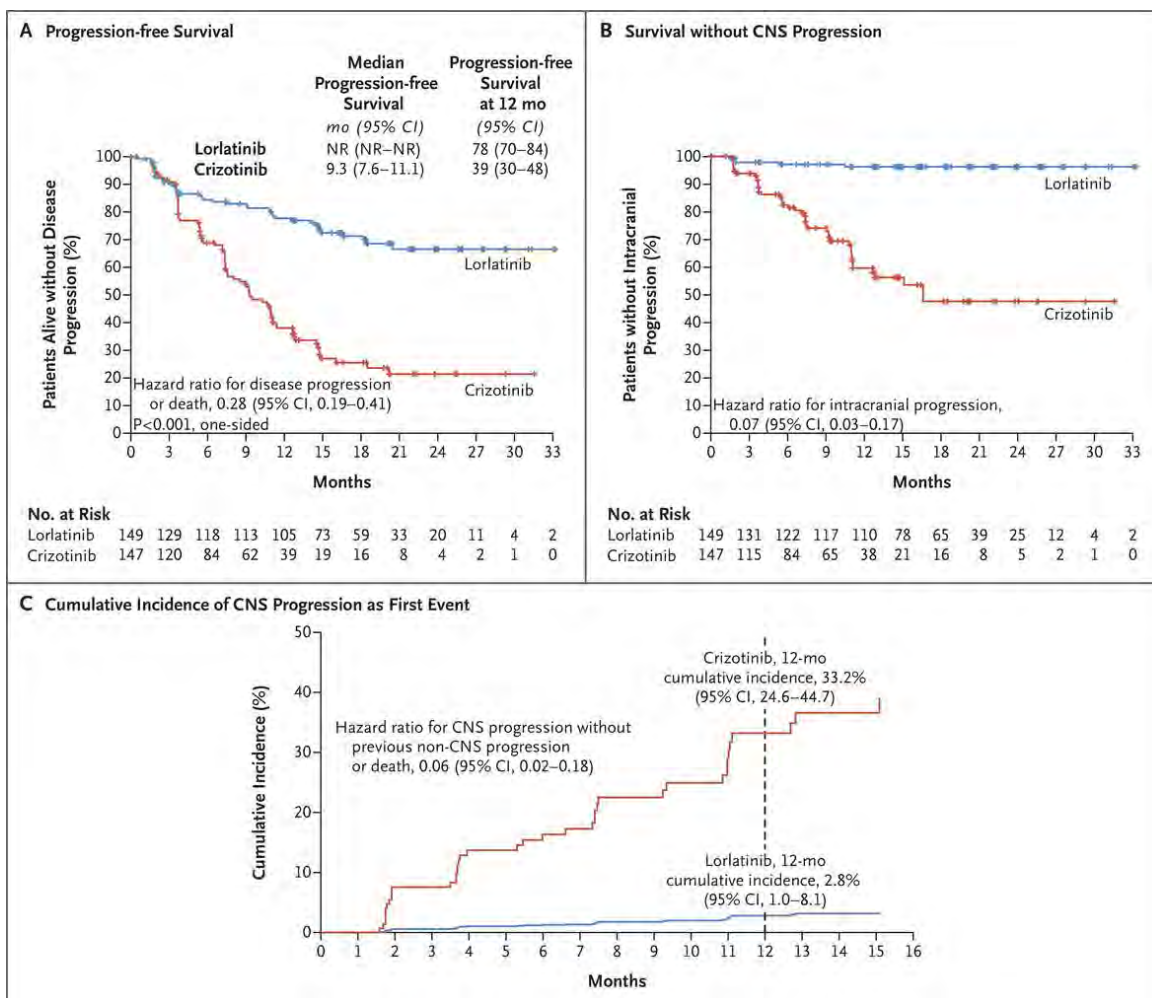 A Progression-free Survival
Median Progression-free Survival mo (95% CI)
Progression-free Survival at 12 mo (95% CI)
Lorlatinib NR (NR–NR) 78 (70–84)
Crizotinib 9.3 (7.6–11.1) 39 (30–48)
Patients Alive without Disease
Progression (%)
100
90
80
70
60
50
40
30
20
10
0
Lorlatinib
Crizotinib
Hazard ratio for disease progression
or death, 0.28 (95% CI, 0.19–0.41)
P<0.001, one-sided
0 3 6 9 12 15 18 21 24 27 30 33
Months
No. at Risk
Lorlatinib 149 129 118 113 105 73 59 33 20 11 4 2
Crizotinib 147 120 84 62 39 19 16 8 4 2 1 0
B Survival without CNS Progression
Patients without Intracranial
Progression (%)
100
90
80
70
60
50
40
30
20
10
0
Lorlatinib
Crizotinib
Hazard ratio for intracranial progression,
0.07 (95% CI, 0.03–0.17)
0 3 6 9 12 15 18 21 24 27 30 33
Months
No. at Risk
Lorlatinib 149 131 122 117 110 78 65 39 25 12 4 2
Crizotinib 147 115 84 65 38 21 16 8 5 2 1 0
C Cumulative Incidence of CNS Progression as First Event
Cumulative Incidence (%)
50
40
30
20
10
0
Crizotinib, 12-mo
cumulative incidence, 33.2%
(95% CI, 24.6–44.7)
Hazard ratio for CNS progression without
previous non-CNS progression
or death, 0.06 (95% CI, 0.02–0.18)
Lorlatinib, 12-mo
cumulative incidence, 2.8%
(95% CI, 1.0–8.1)
0 1 2 3 4 5 6 7 8 9 10 11 12 13 14 15 16
Months